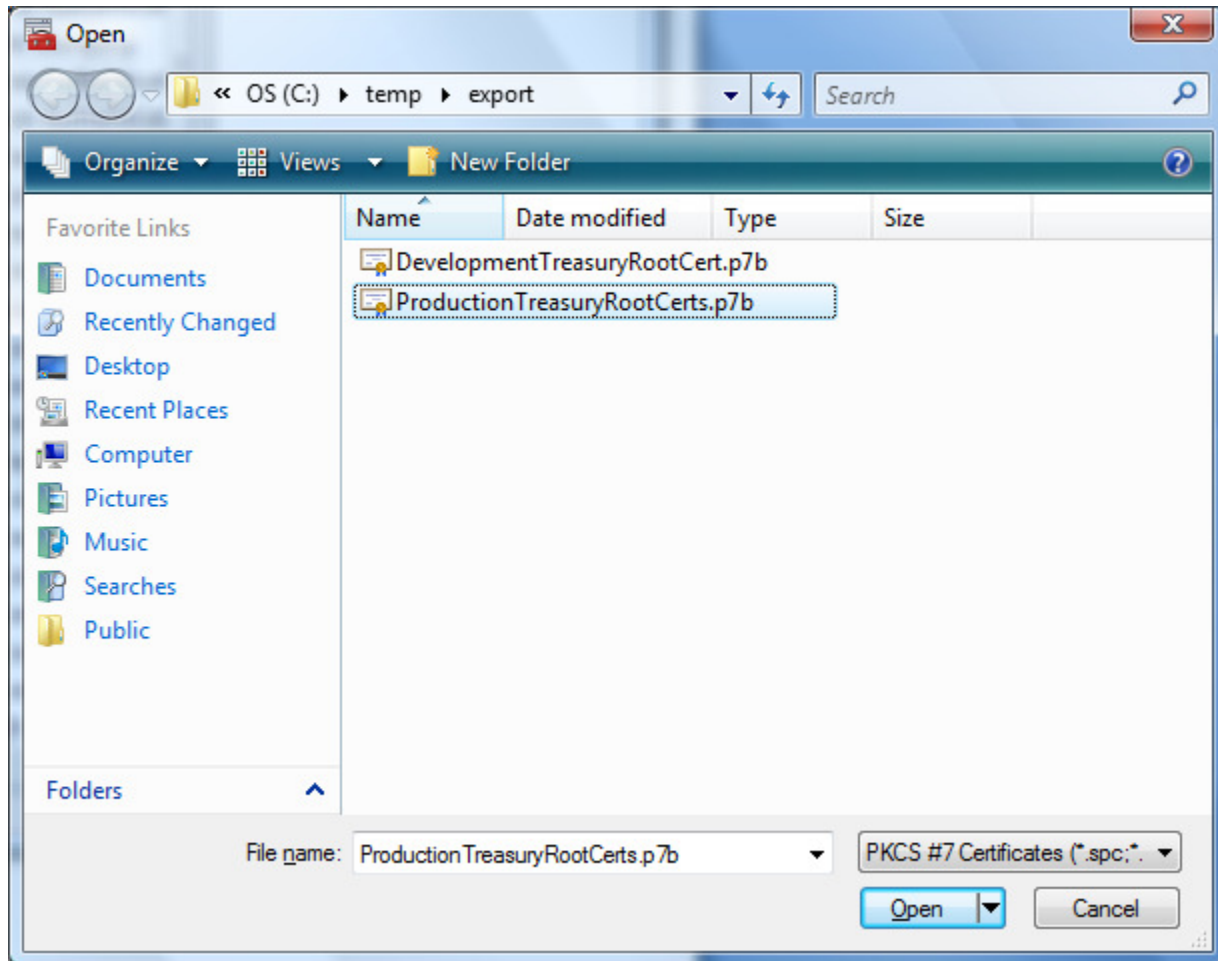 Open
« OS (C:) temp export
Search
Organize Views New Folder
Favorite Links
Documents
Recently Changed
Desktop
Recent Places
Computer
Pictures
Music
Searches
Public
Folders
Name Date modified Type Size
DevelopmentTreasuryRootCert.p7b
ProductionTreasuryRootCerts.p7b
File name: ProductionTreasuryRootCerts.p7b PKCS #7 Certificates (*.spc;*.
Open Cancel